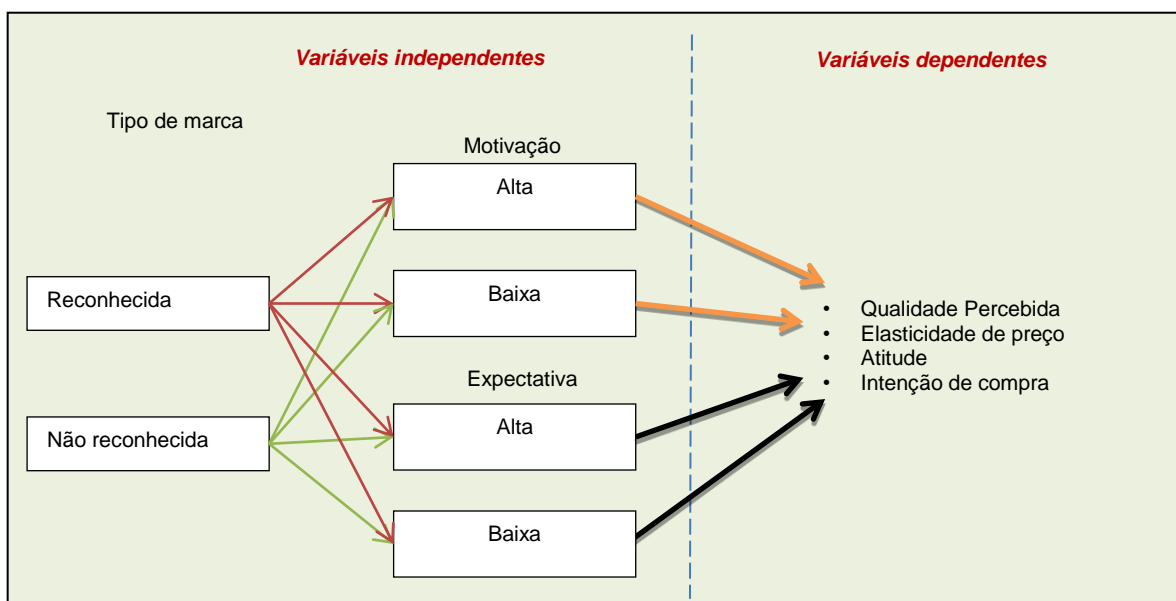 Variáveis independentes
Variáveis dependentes
Tipo de marca
Motivação
Alta
Reconhecida
Baixa
Expectativa
Não reconhecida
Alta
Baixa
• Qualidade Percebida
• Elasticidade de preço
• Atitude
• Intenção de compra